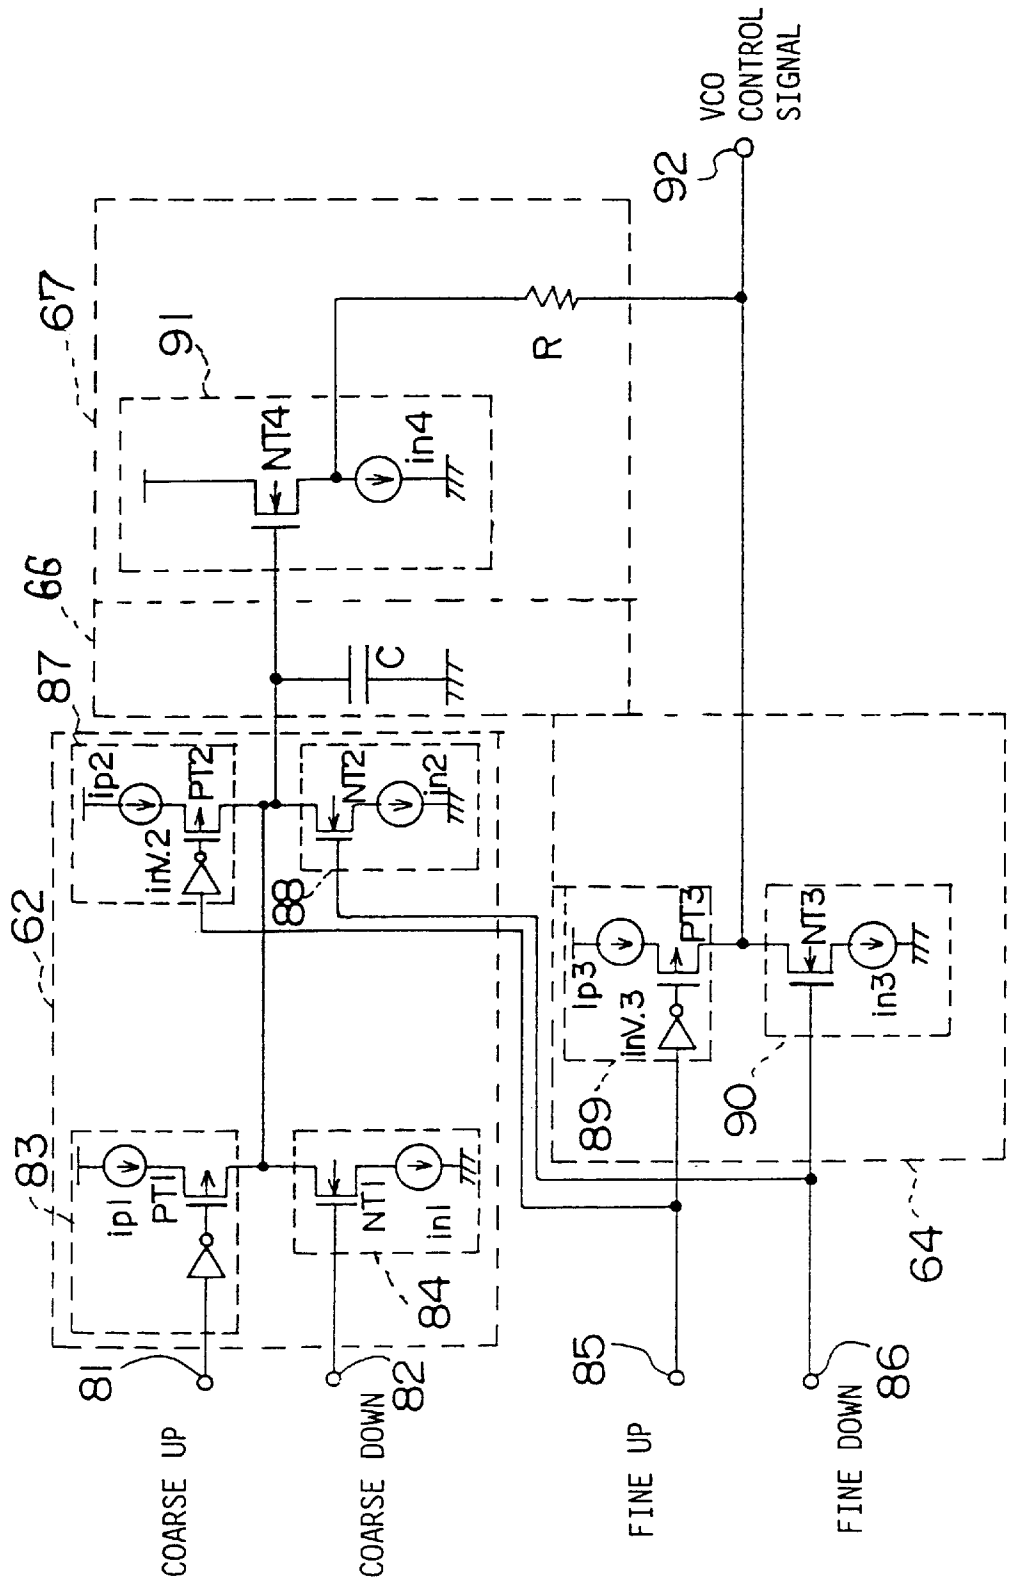 62
83
ip1
PT1
81
COARSE UP
84
NT1
in1
82
COARSE DOWN
87
ip2
PT2
inV.2
88
NT2
in2
66
C
67
91
NT4
in4
R
92
VCO
CONTROL
SIGNAL
89
Ip3
PT3
inV.3
85
FINE UP
90
NT3
in3
86
FINE DOWN
64